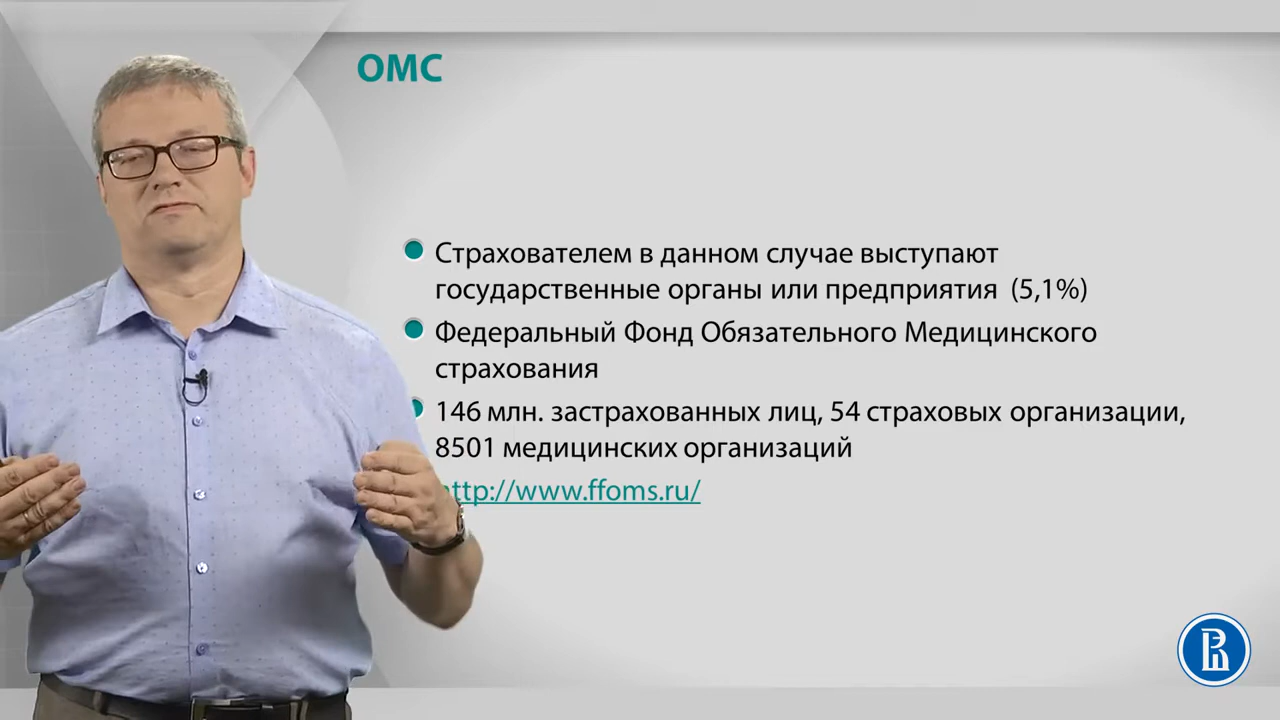 ОМС
Страхователем в данном случае выступают
государственные органы или предприятия (5,1%)
Федеральный Фонд Обязательного Медицинского
страхования
146 млн. застрахованных лиц, 54 страховых организации,
8501 медицинских организаций
http://www.ffoms.ru/